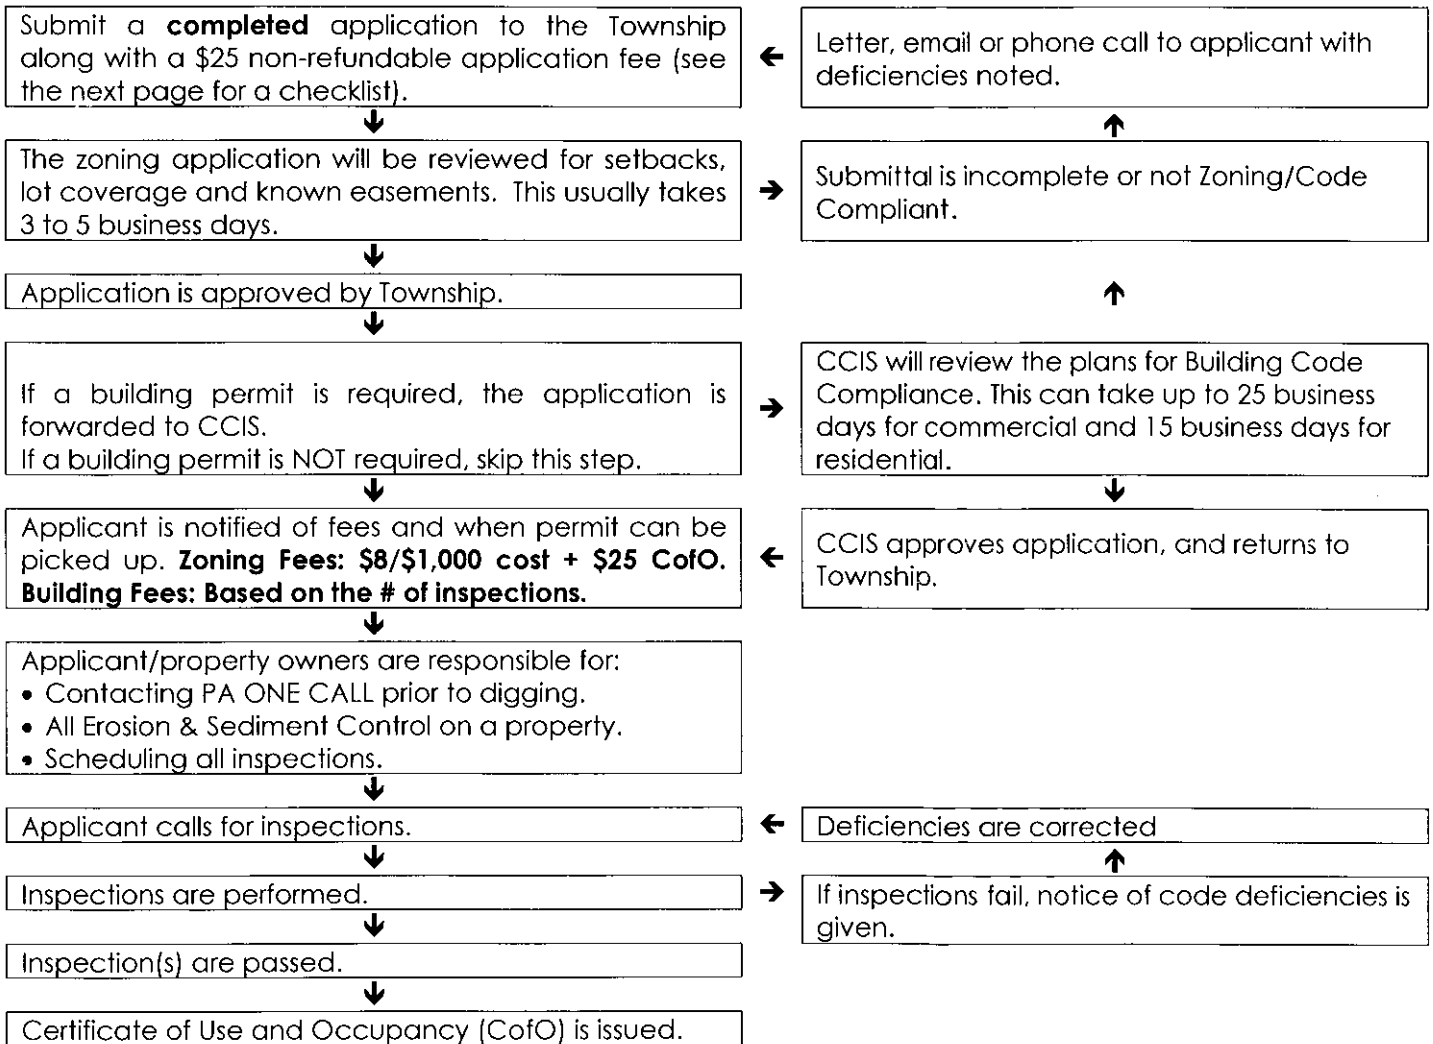 Submit a completed application to the Township
along with a $25 non-refundable application fee (see
the next page for a checklist).
Letter, email or phone call to applicant with
deficiencies noted.
The zoning application will be reviewed for setbacks,
lot coverage and known easements. This usually takes
3 to 5 business days.
Submittal is incomplete or not Zoning/Code
Compliant.
Application is approved by Township.
If a building permit is required, the application is
forwarded to CCIS.
If a building permit is NOT required, skip this step.
CCIS will review the plans for Building Code
Compliance. This can take up to 25 business
days for commercial and 15 business days for
residential.
Applicant is notified of fees and when permit can be
picked up. Zoning Fees: $8/$1,000 cost + $25 CofO.
Building Fees: Based on the # of inspections.
CCIS approves application, and returns to
Township.
Applicant/property owners are responsible for:
• Contacting PA ONE CALL prior to digging.
• All Erosion & Sediment Control on a property.
• Scheduling all inspections.
Applicant calls for inspections.
Deficiencies are corrected
Inspections are performed.
If inspections fail, notice of code deficiencies is
given.
Inspection(s) are passed.
Certificate of Use and Occupancy (CofO) is issued.